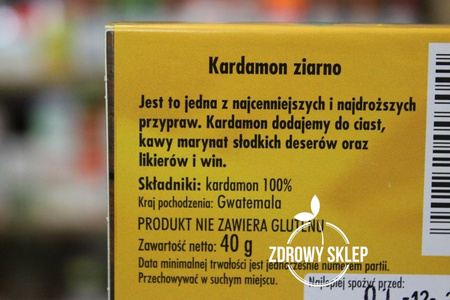 Kardamon ziarno
Jest to jedna z najcenniejszych i najdroższych
przypraw. Kardamon dodajemy do ciast,
kawy marynat słodkich deserów oraz
likierów i win.
Składniki: kardamon 100%
Kraj pochodzenia: Gwatemala
PRODUKT NIE ZAWIERA GLUTENU
Zawartość netto: 40 g
ZDROWY SKLEP
Data minimalnej trwałości jest jednocześnie numerem partii.
Przechowywać w suchym miejscu.
Najlepiej spożyć przed: